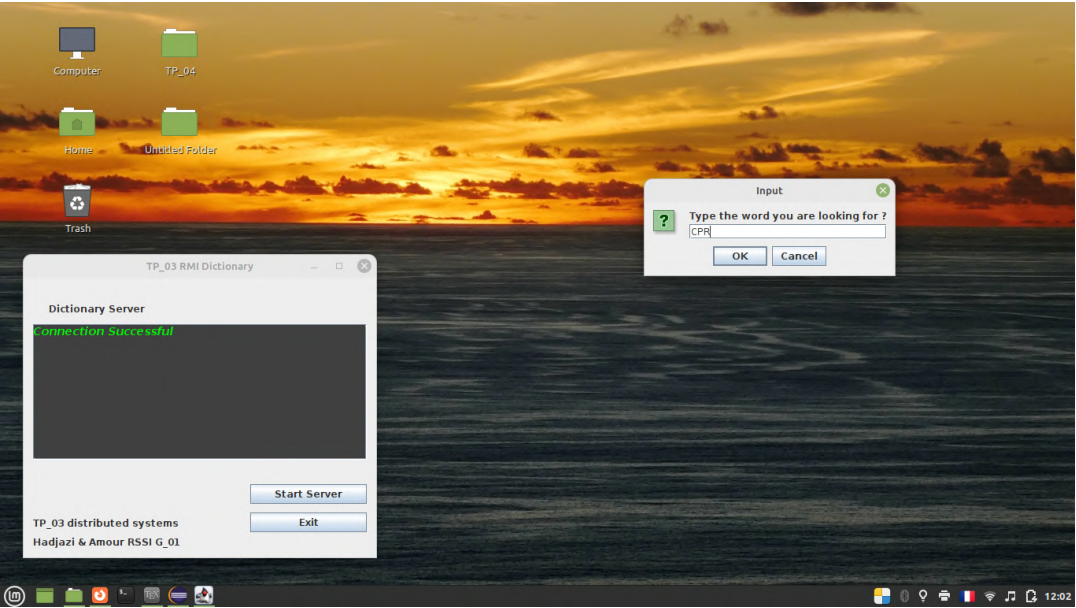 Computer
TP_04
Home
Untitled Folder
Trash
Input
?
Type the word you are looking for ?
CPR
OK
Cancel
TP_03 RMI Dictionary
Dictionary Server
Connection Successful
Start Server
TP_03 distributed systems
Exit
Hadjazi & Amour RSSI G_01
12:02